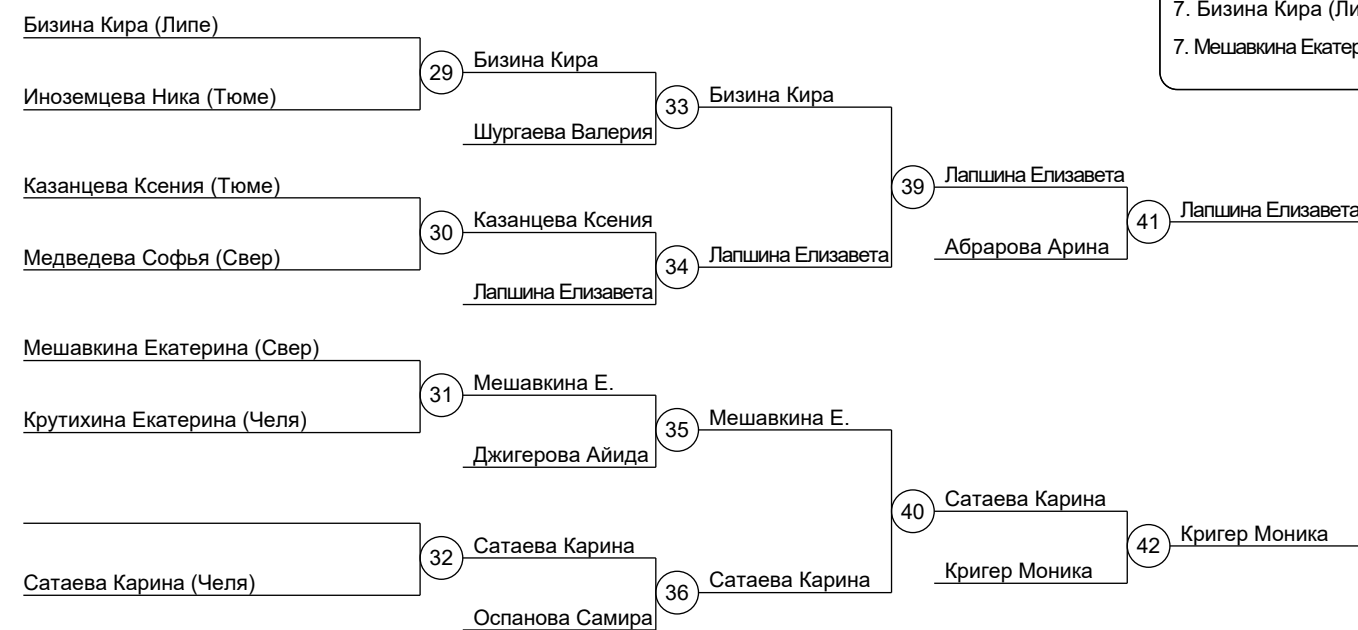 7. Бизина Кира (Ли
7. Мешавкина Екатер
Бизина Кира (Липе)
Иноземцева Ника (Тюме)
29
Бизина Кира
Шургаева Валерия
33
Бизина Кира
Казанцева Ксения (Тюме)
Медведева Софья (Свер)
30
Казанцева Ксения
Лапшина Елизавета
34
Лапшина Елизавета
39
Лапшина Елизавета
Абрарова Арина
41
Лапшина Елизавета
Мешавкина Екатерина (Свер)
Крутихина Екатерина (Челя)
31
Мешавкина Е.
Джигерова Айида
35
Мешавкина Е.
Сатаева Карина (Челя)
32
Сатаева Карина
Оспанова Самира
36
Сатаева Карина
40
Сатаева Карина
Кригер Моника
42
Кригер Моника